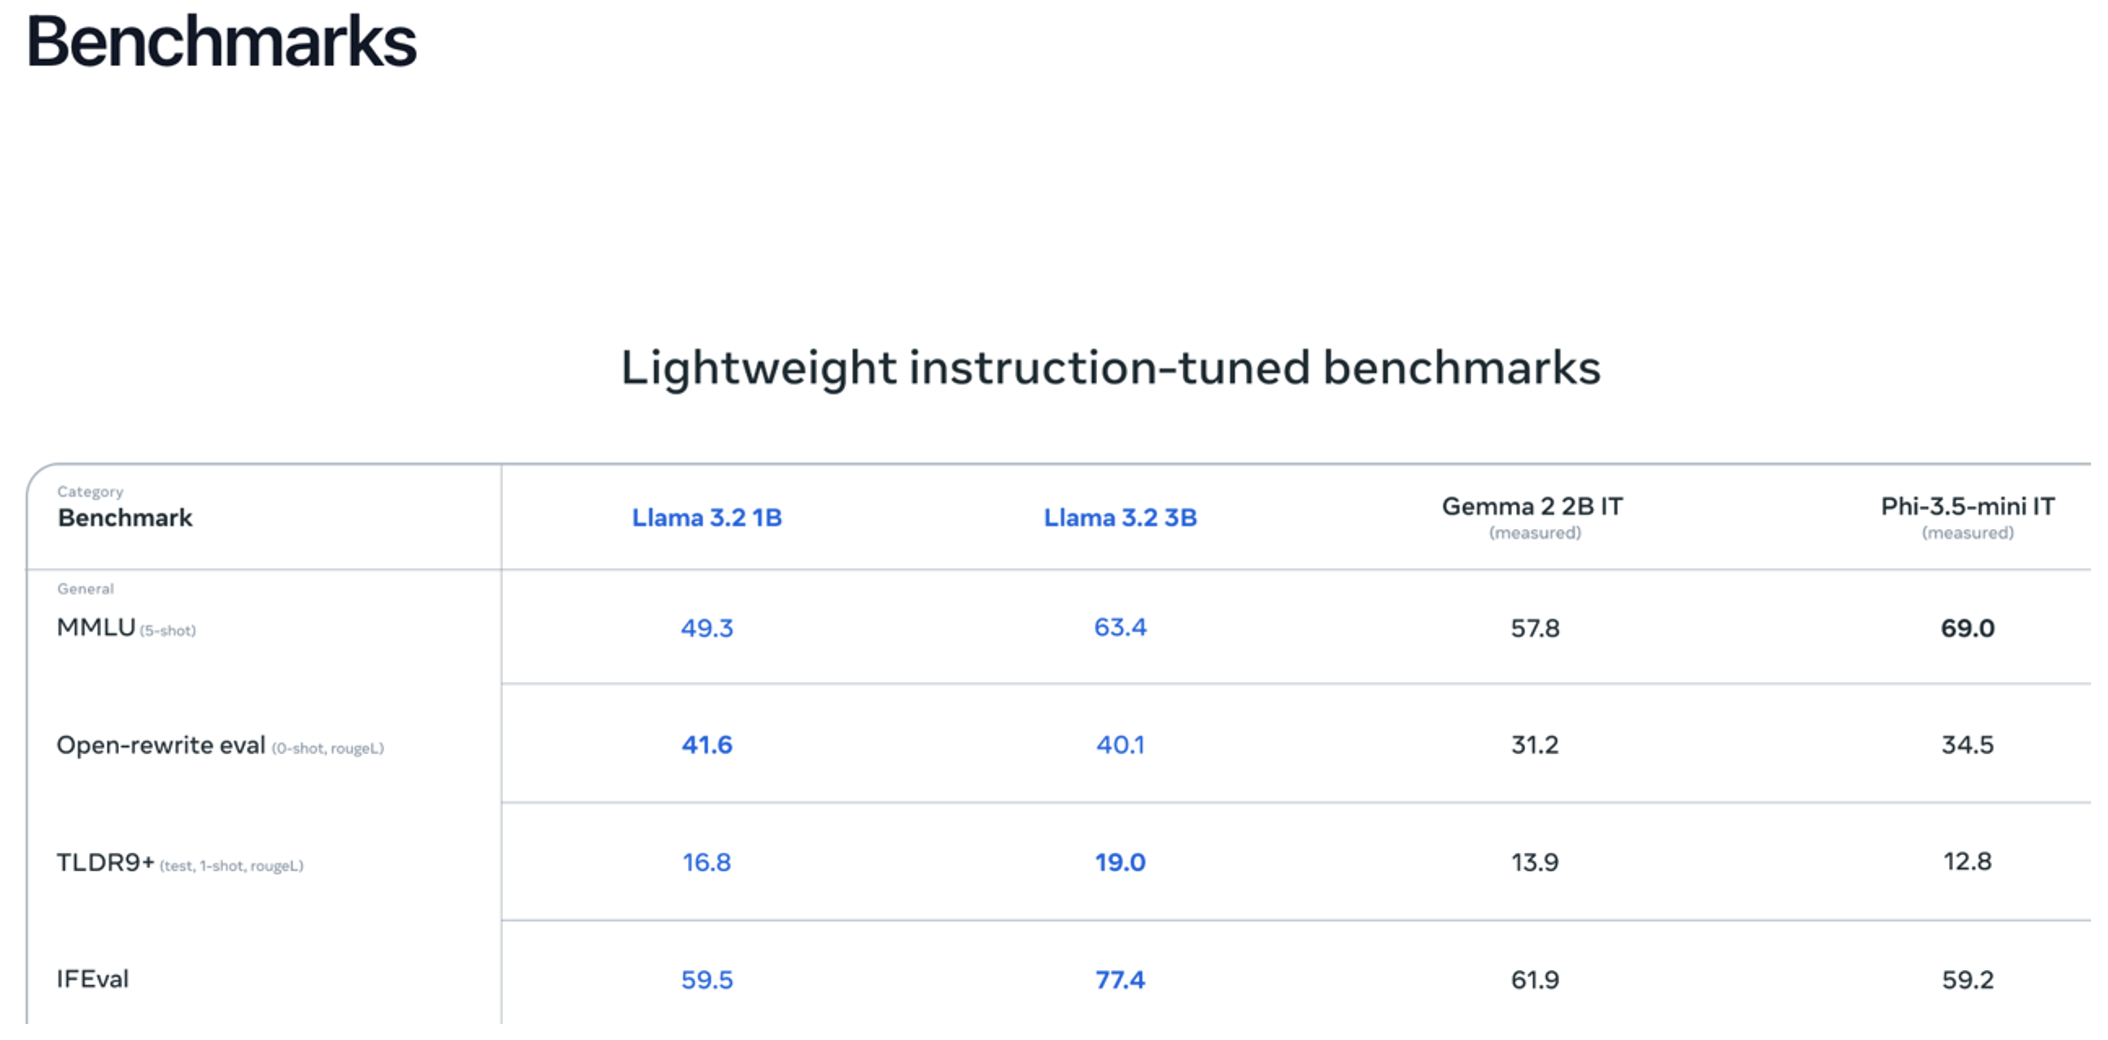 Benchmarks
Lightweight instruction-tuned benchmarks
Category
Benchmark Llama 3.2 1B Llama 3.2 3B Gemma 2 2B IT (measured) Phi-3.5-mini IT (measured)
General
MMLU (5-shot) 49.3 63.4 57.8 69.0
Open-rewrite eval (0-shot, rougeL) 41.6 40.1 31.2 34.5
TLDR9+ (test, 1-shot, rougeL) 16.8 19.0 13.9 12.8
IFEval 59.5 77.4 61.9 59.2